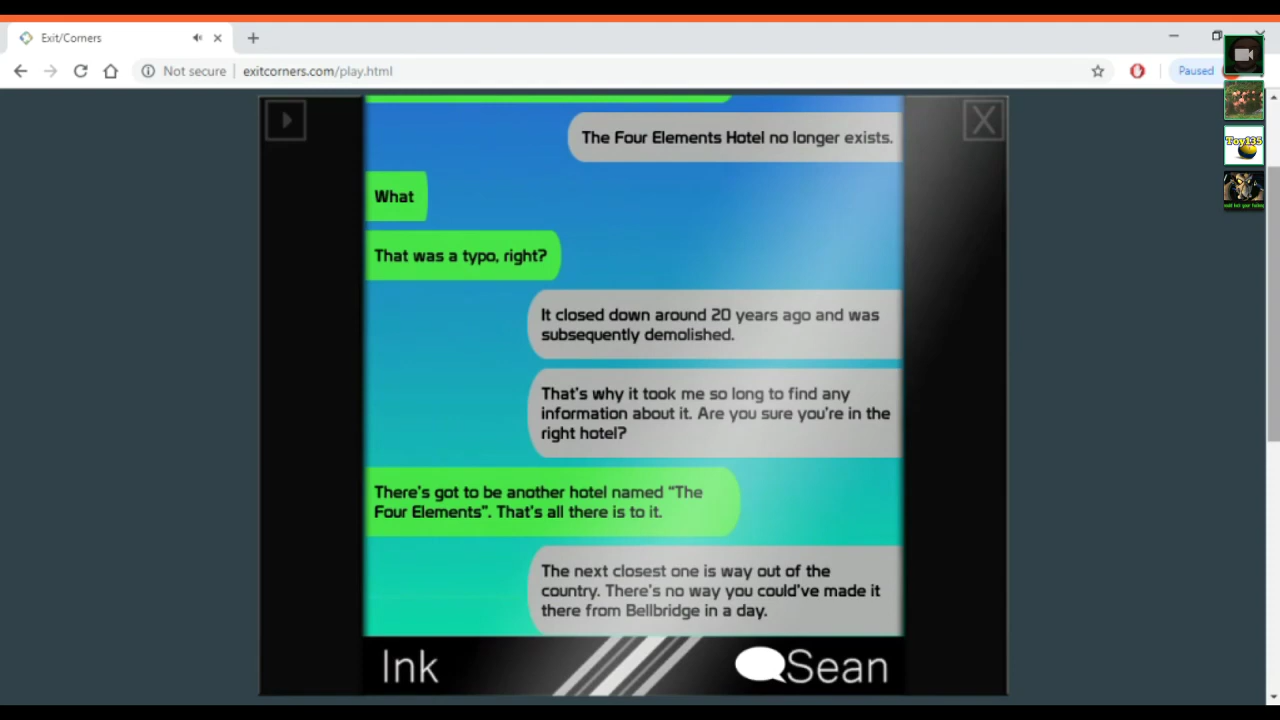 Exit/Corners
Not secure
exitcorners.com/play.html
Paused
The Four Elements Hotel no longer exists.
What
That was a typo, right?
It closed down around 20 years ago and was
subsequently demolished.
That's why it took me so long to find any
information about it. Are you sure you're in the
right hotel?
There's got to be another hotel named “The
Four Elements”. That's all there is to it.
The next closest one is way out of the
country. There's no way you could've made it
there from Bellbridge in a day.
Ink
Sean
Toy135